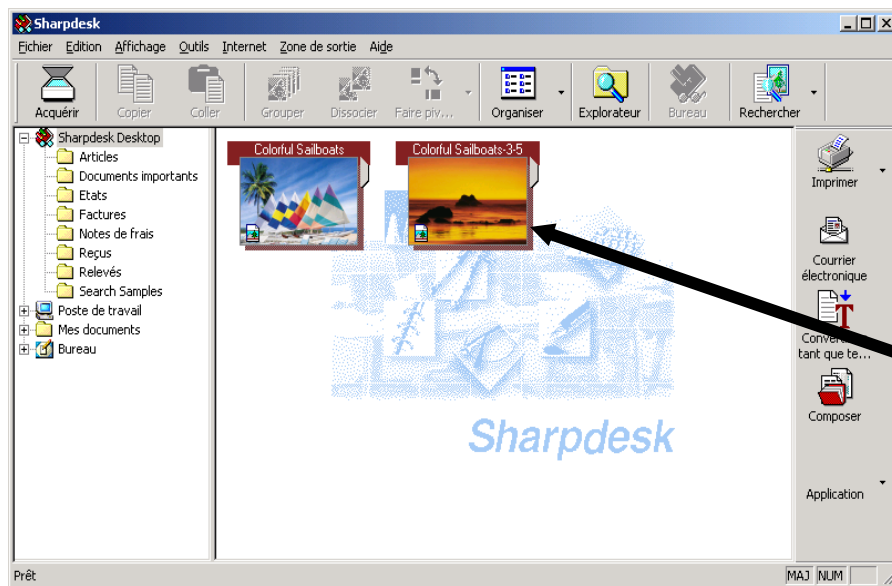 Sharpdesk
Fichier Edition Affichage Outils Internet Zone de sortie Aide
Acquérir Copier Coller Grouper Dissocier Faire piv... Organiser Explorateur Bureau Rechercher
Sharpdesk Desktop
Articles
Documents importants
Etats
Factures
Notes de frais
Reçus
Relevés
Search Samples
Poste de travail
Mes documents
Bureau
Colorful Sailboats
Colorful Sailboats-3-5
Sharpdesk
Imprimer
Courrier
électronique
tant que te...
Composer
Application
Prêt
MAJ NUM